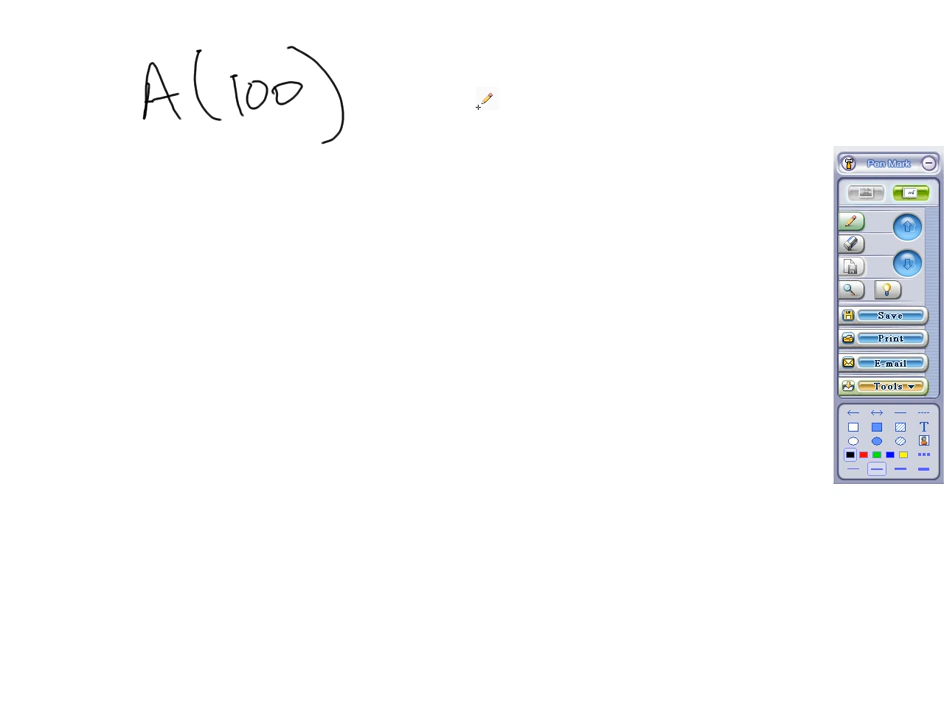 A(100)
Pen Mark
Save
Print
E-mail
Tools
T